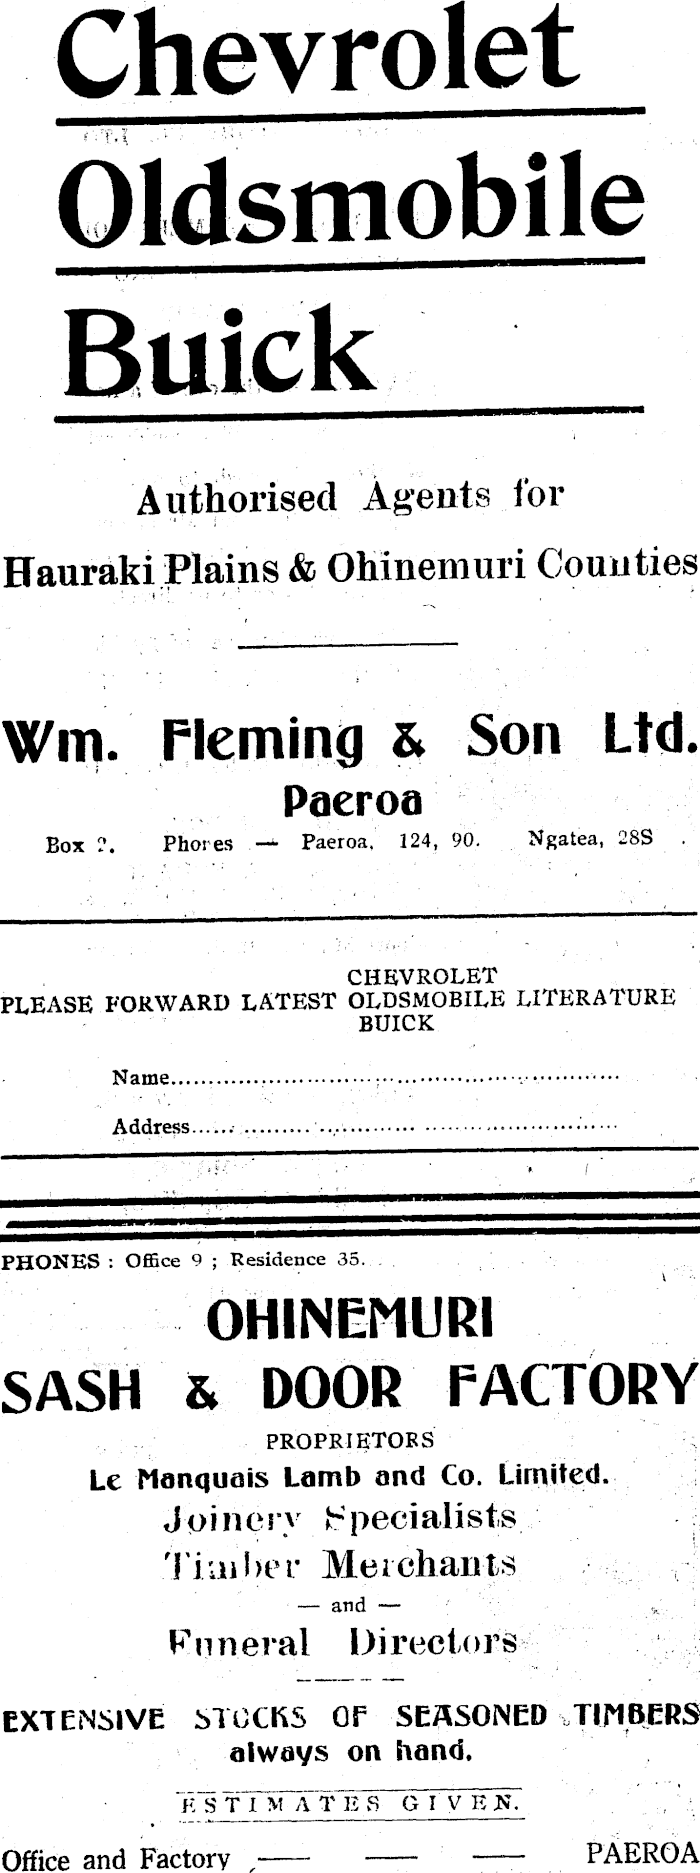 Chevrolet
Oldsmobile
Buick
Authorised Agents for
Hauraki Plains & Ohinemuri Counties
Wm. Fleming & Son Ltd.
Paeroa
Box Phones — Paeroa, 124, 90. Ngatea, 28S
CHEVROLET
PLEASE FORWARD LATEST OLDSMOBILE LITERATURE
BUICK
Name
Address
PHONES : Office 9 ; Residence 35.
OHINEMURI
SASH & DOOR FACTORY
PROPRIETORS
Le Manquais Lamb and Co. Limited.
Joinery Specialists
Timber Merchants
— and —
Funeral Directors
EXTENSIVE STOCKS OF SEASONED TIMBERS
always on hand.
ESTIMATES GIVEN.
Office and Factory — — — PAEROA